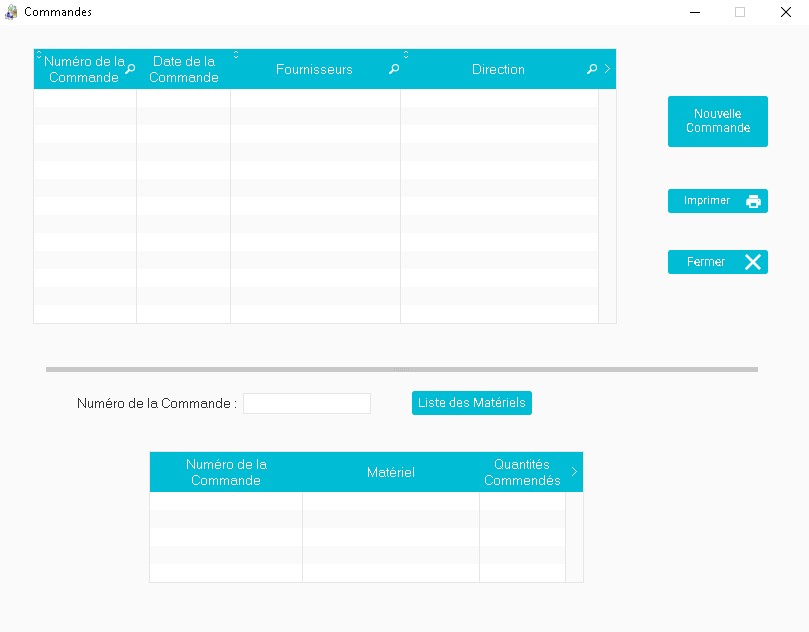 Commandes
Numéro de la
Commande
Date de la
Commande
Fournisseurs
Direction
Nouvelle
Commande
Imprimer
Fermer
Numéro de la Commande :
Liste des Matériels
Numéro de la
Commande
Matériel
Quantités
Commendés